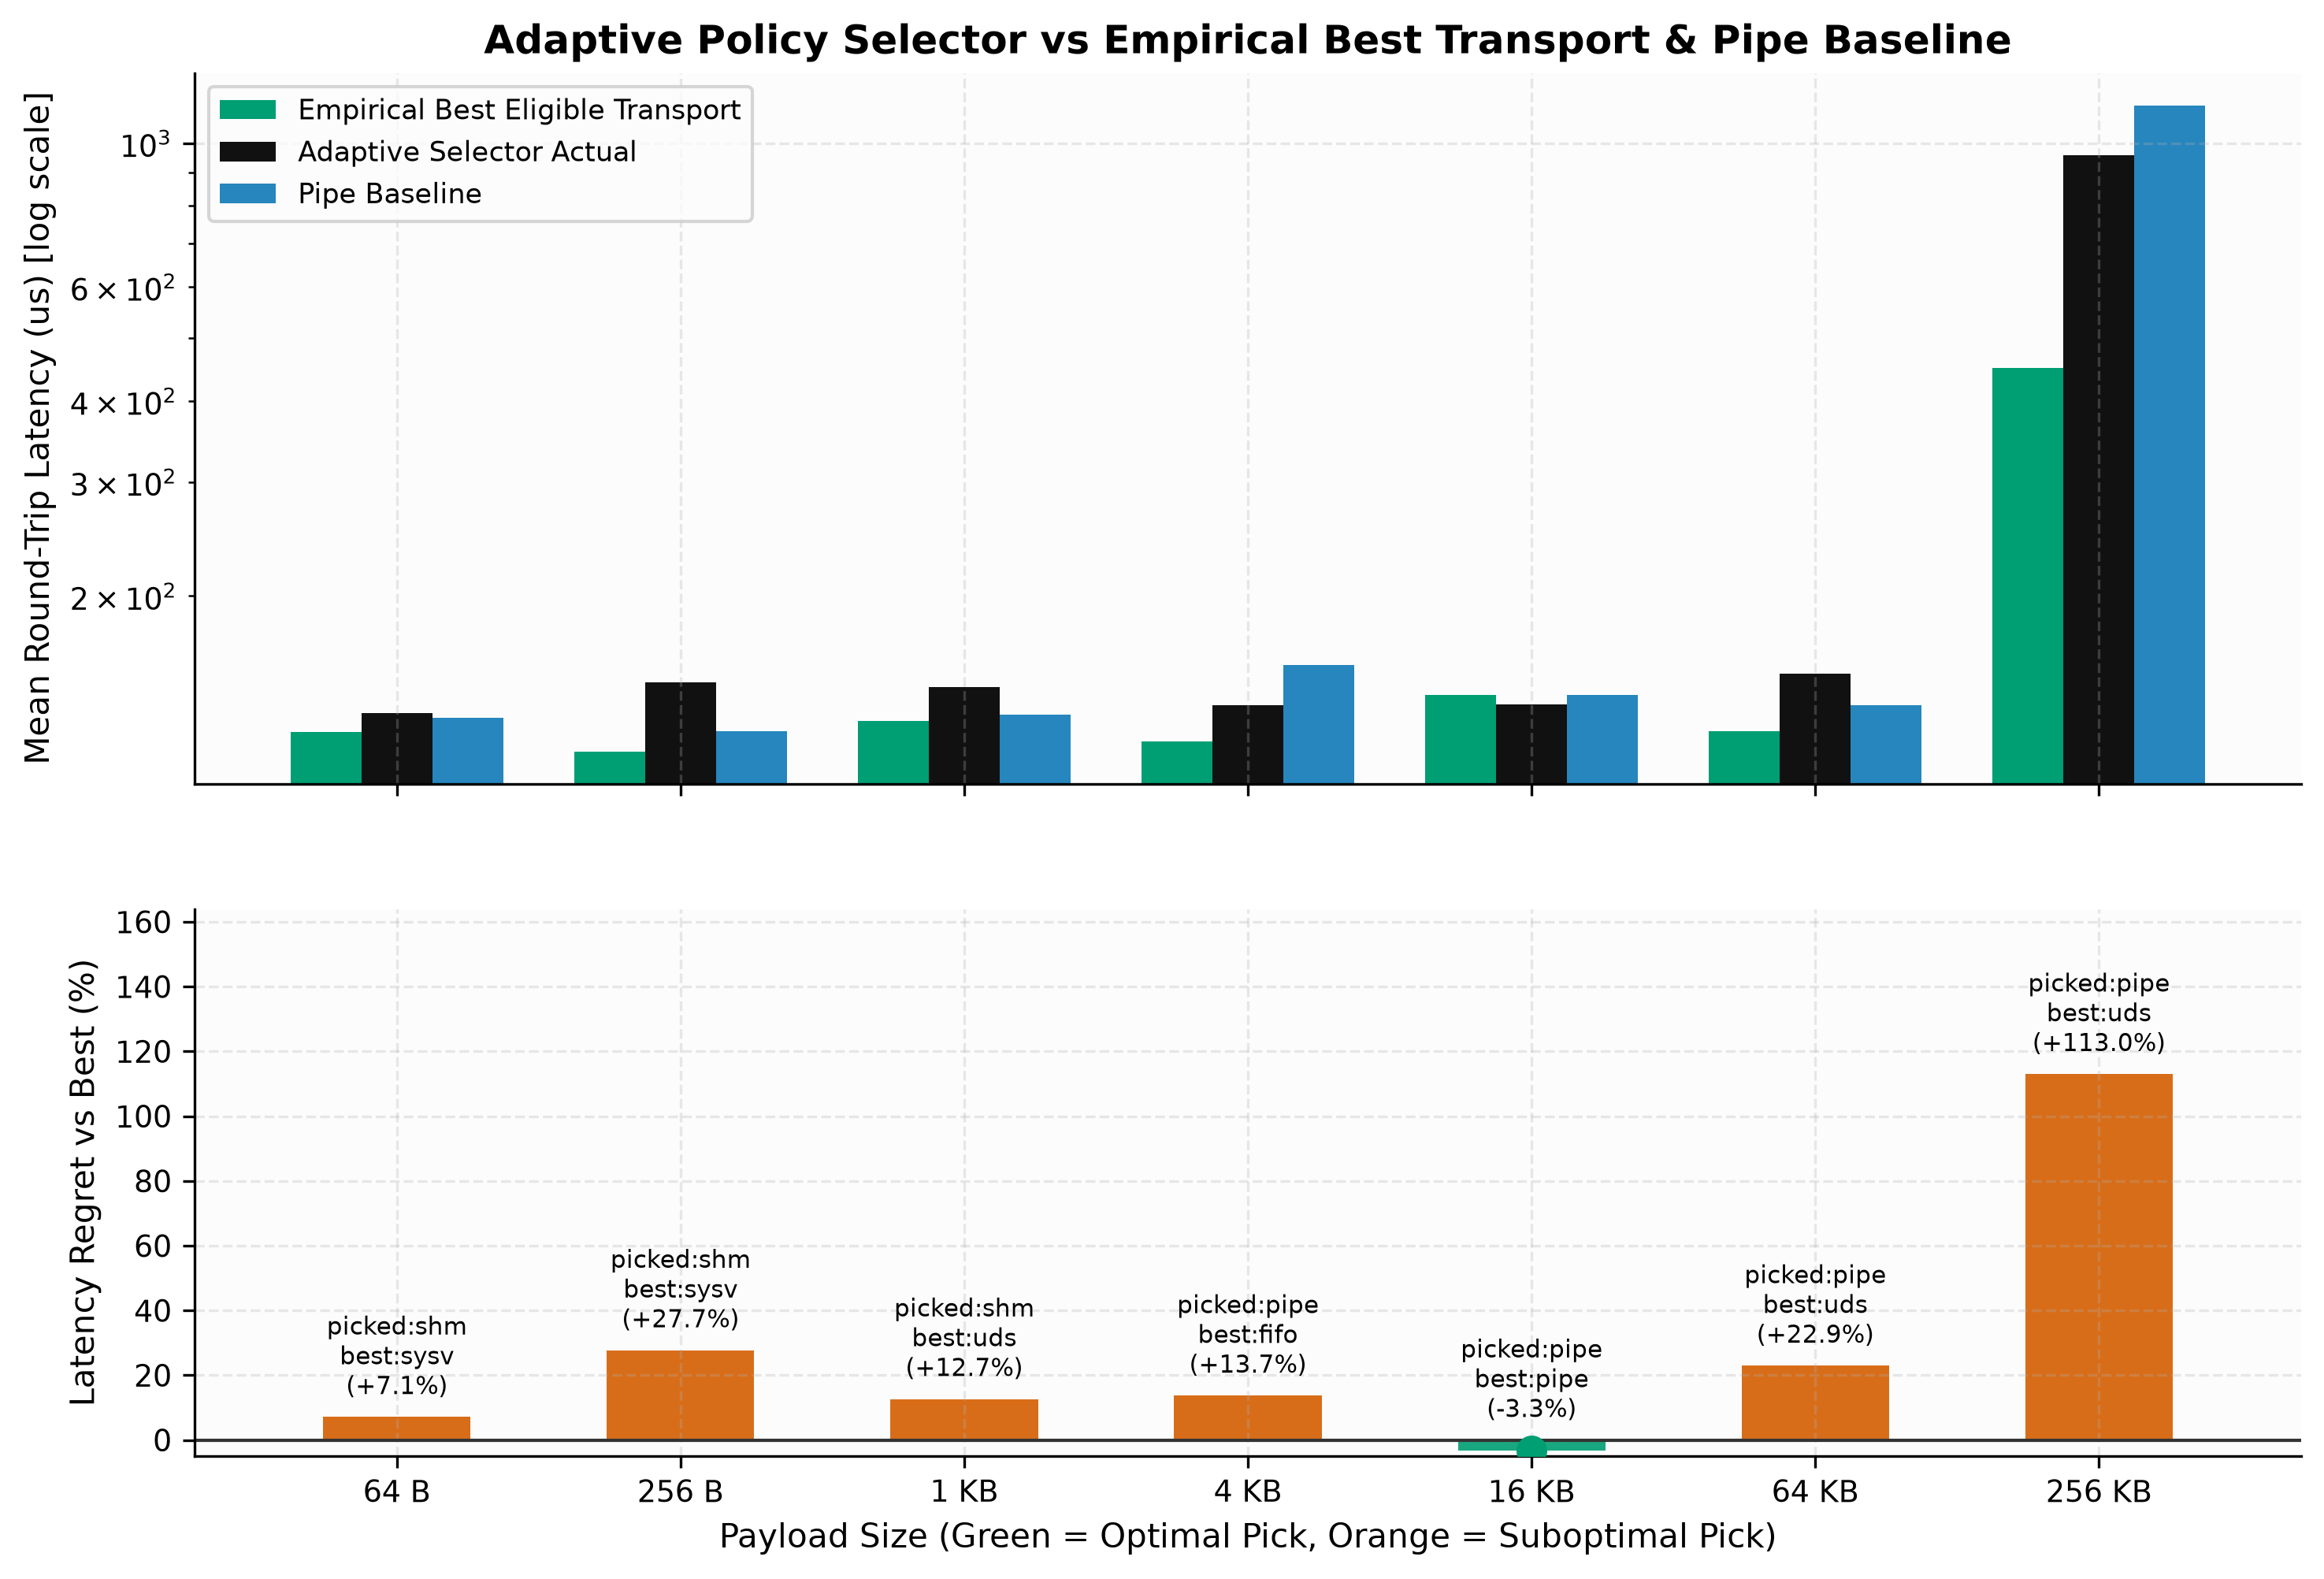 Adaptive Policy Selector vs Empirical Best Transport & Pipe Baseline
Mean Round-Trip Latency (us) [log scale]
10³
6 × 10²
4 × 10²
3 × 10²
2 × 10²
Empirical Best Eligible Transport
Adaptive Selector Actual
Pipe Baseline
Latency Regret vs Best (%)
160
140
120
100
80
60
40
20
0
picked:shm
best:sysv
(+7.1%)
picked:shm
best:sysv
(+27.7%)
picked:shm
best:uds
(+12.7%)
picked:pipe
best:fifo
(+13.7%)
picked:pipe
best:pipe
(-3.3%)
picked:pipe
best:uds
(+22.9%)
picked:pipe
best:uds
(+113.0%)
64 B
256 B
1 KB
4 KB
16 KB
64 KB
256 KB
Payload Size (Green = Optimal Pick, Orange = Suboptimal Pick)